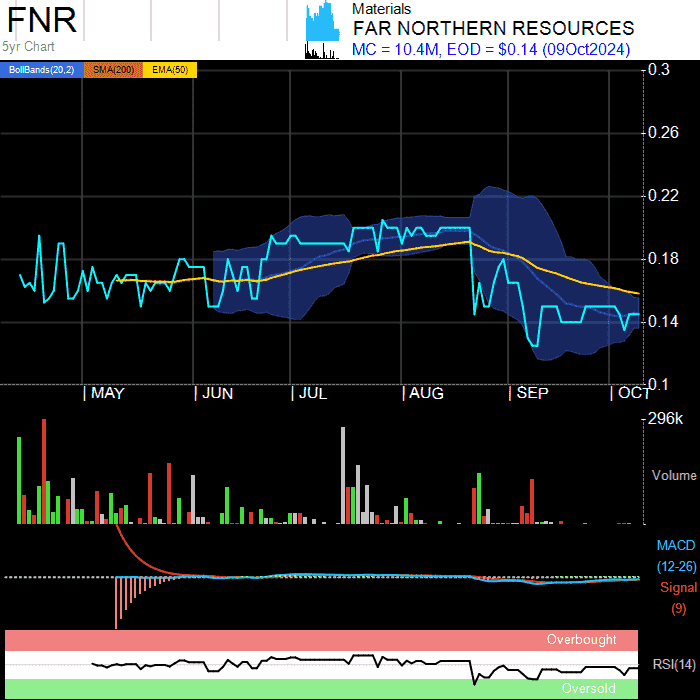 FNR
5yr Chart
Materials
FAR NORTHERN RESOURCES
MC = 10.4M, EOD = $0.14 (09Oct2024)
BollBands(20,2) SMA(200) EMA(50)
0.3
0.26
0.22
0.18
0.14
0.1
MAY JUN JUL AUG SEP OCT
296k
Volume
MACD
(12-26)
Signal
(9)
Overbought
RSI(14)
Oversold